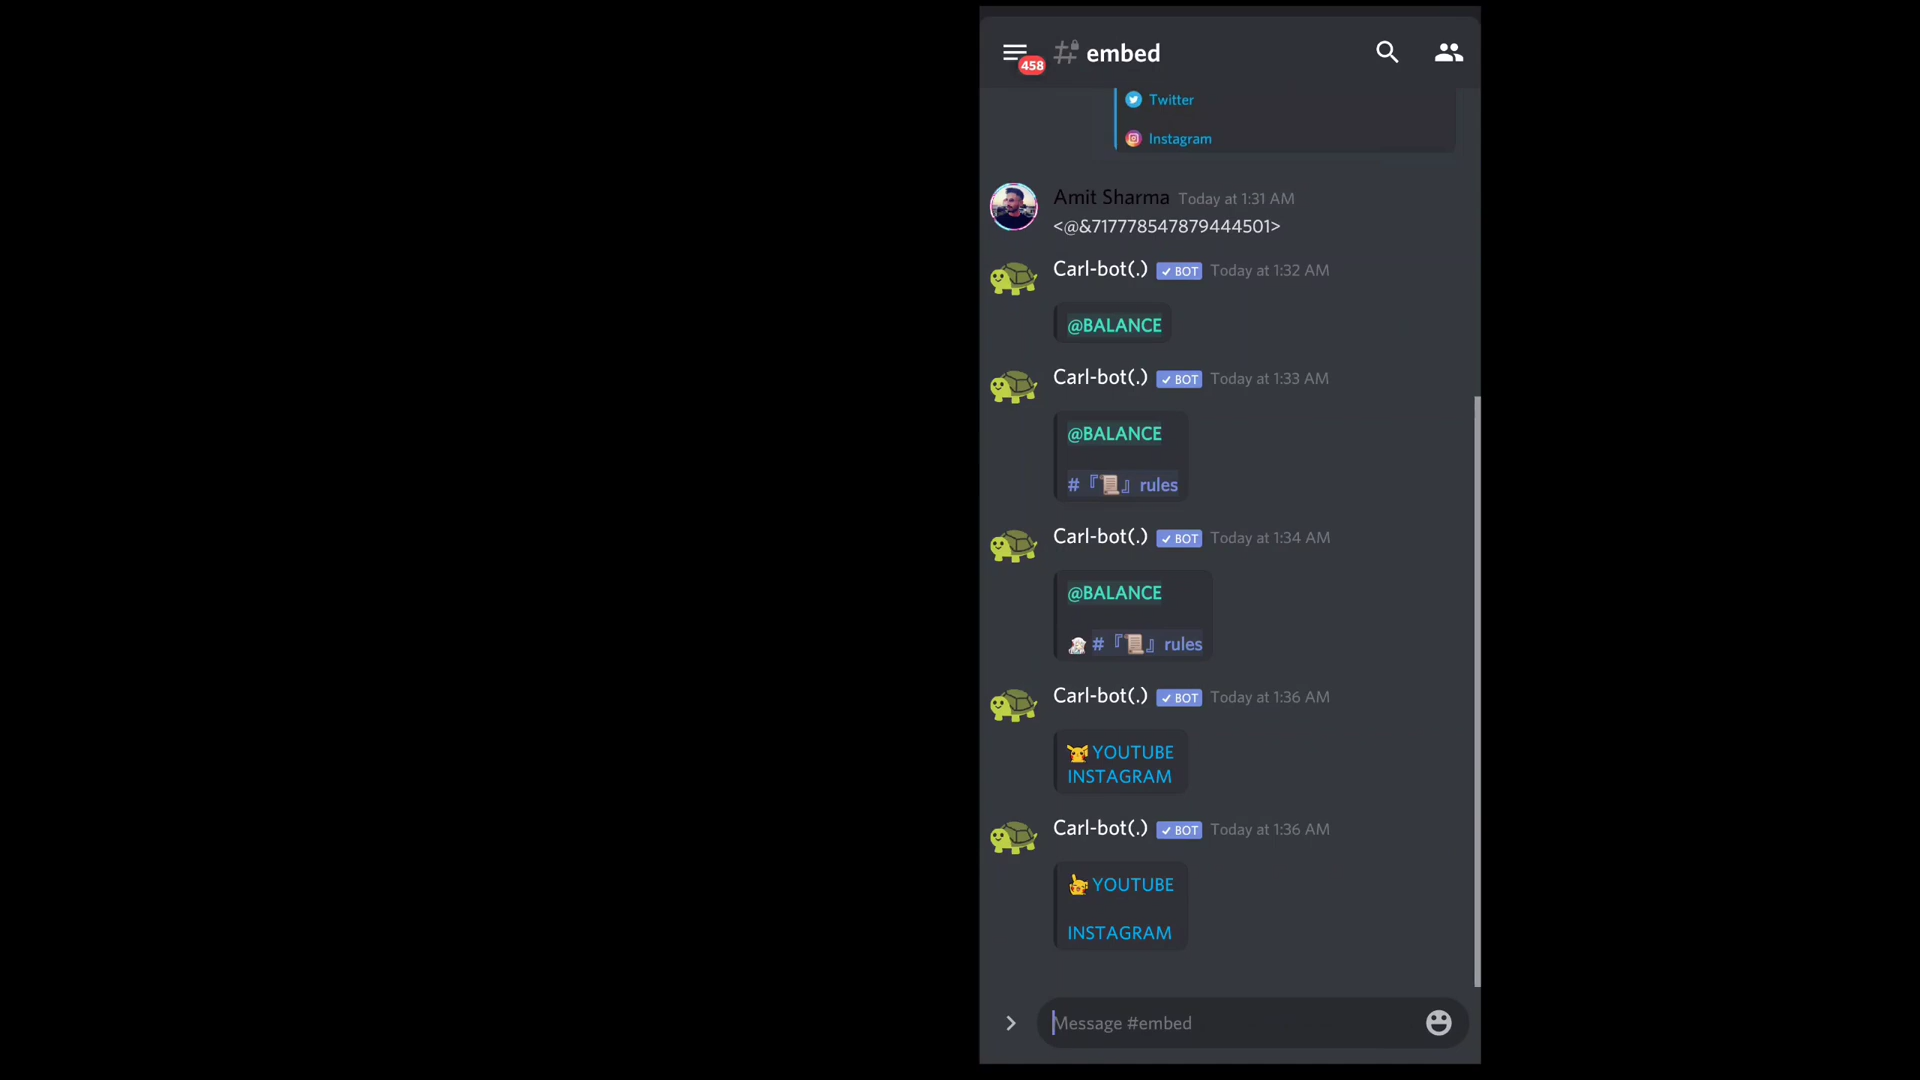 458
embed
Twitter
Instagram
Amit Sharma Today at 1:31 AM
<@&717778547879444501>
Carl-bot(.) ✓ BOT Today at 1:32 AM
@BALANCE
Carl-bot(.) ✓ BOT Today at 1:33 AM
@BALANCE
#『📜』rules
Carl-bot(.) ✓ BOT Today at 1:34 AM
@BALANCE
#『📜』rules
Carl-bot(.) ✓ BOT Today at 1:36 AM
YOUTUBE
INSTAGRAM
Carl-bot(.) ✓ BOT Today at 1:36 AM
YOUTUBE
INSTAGRAM
Message #embed